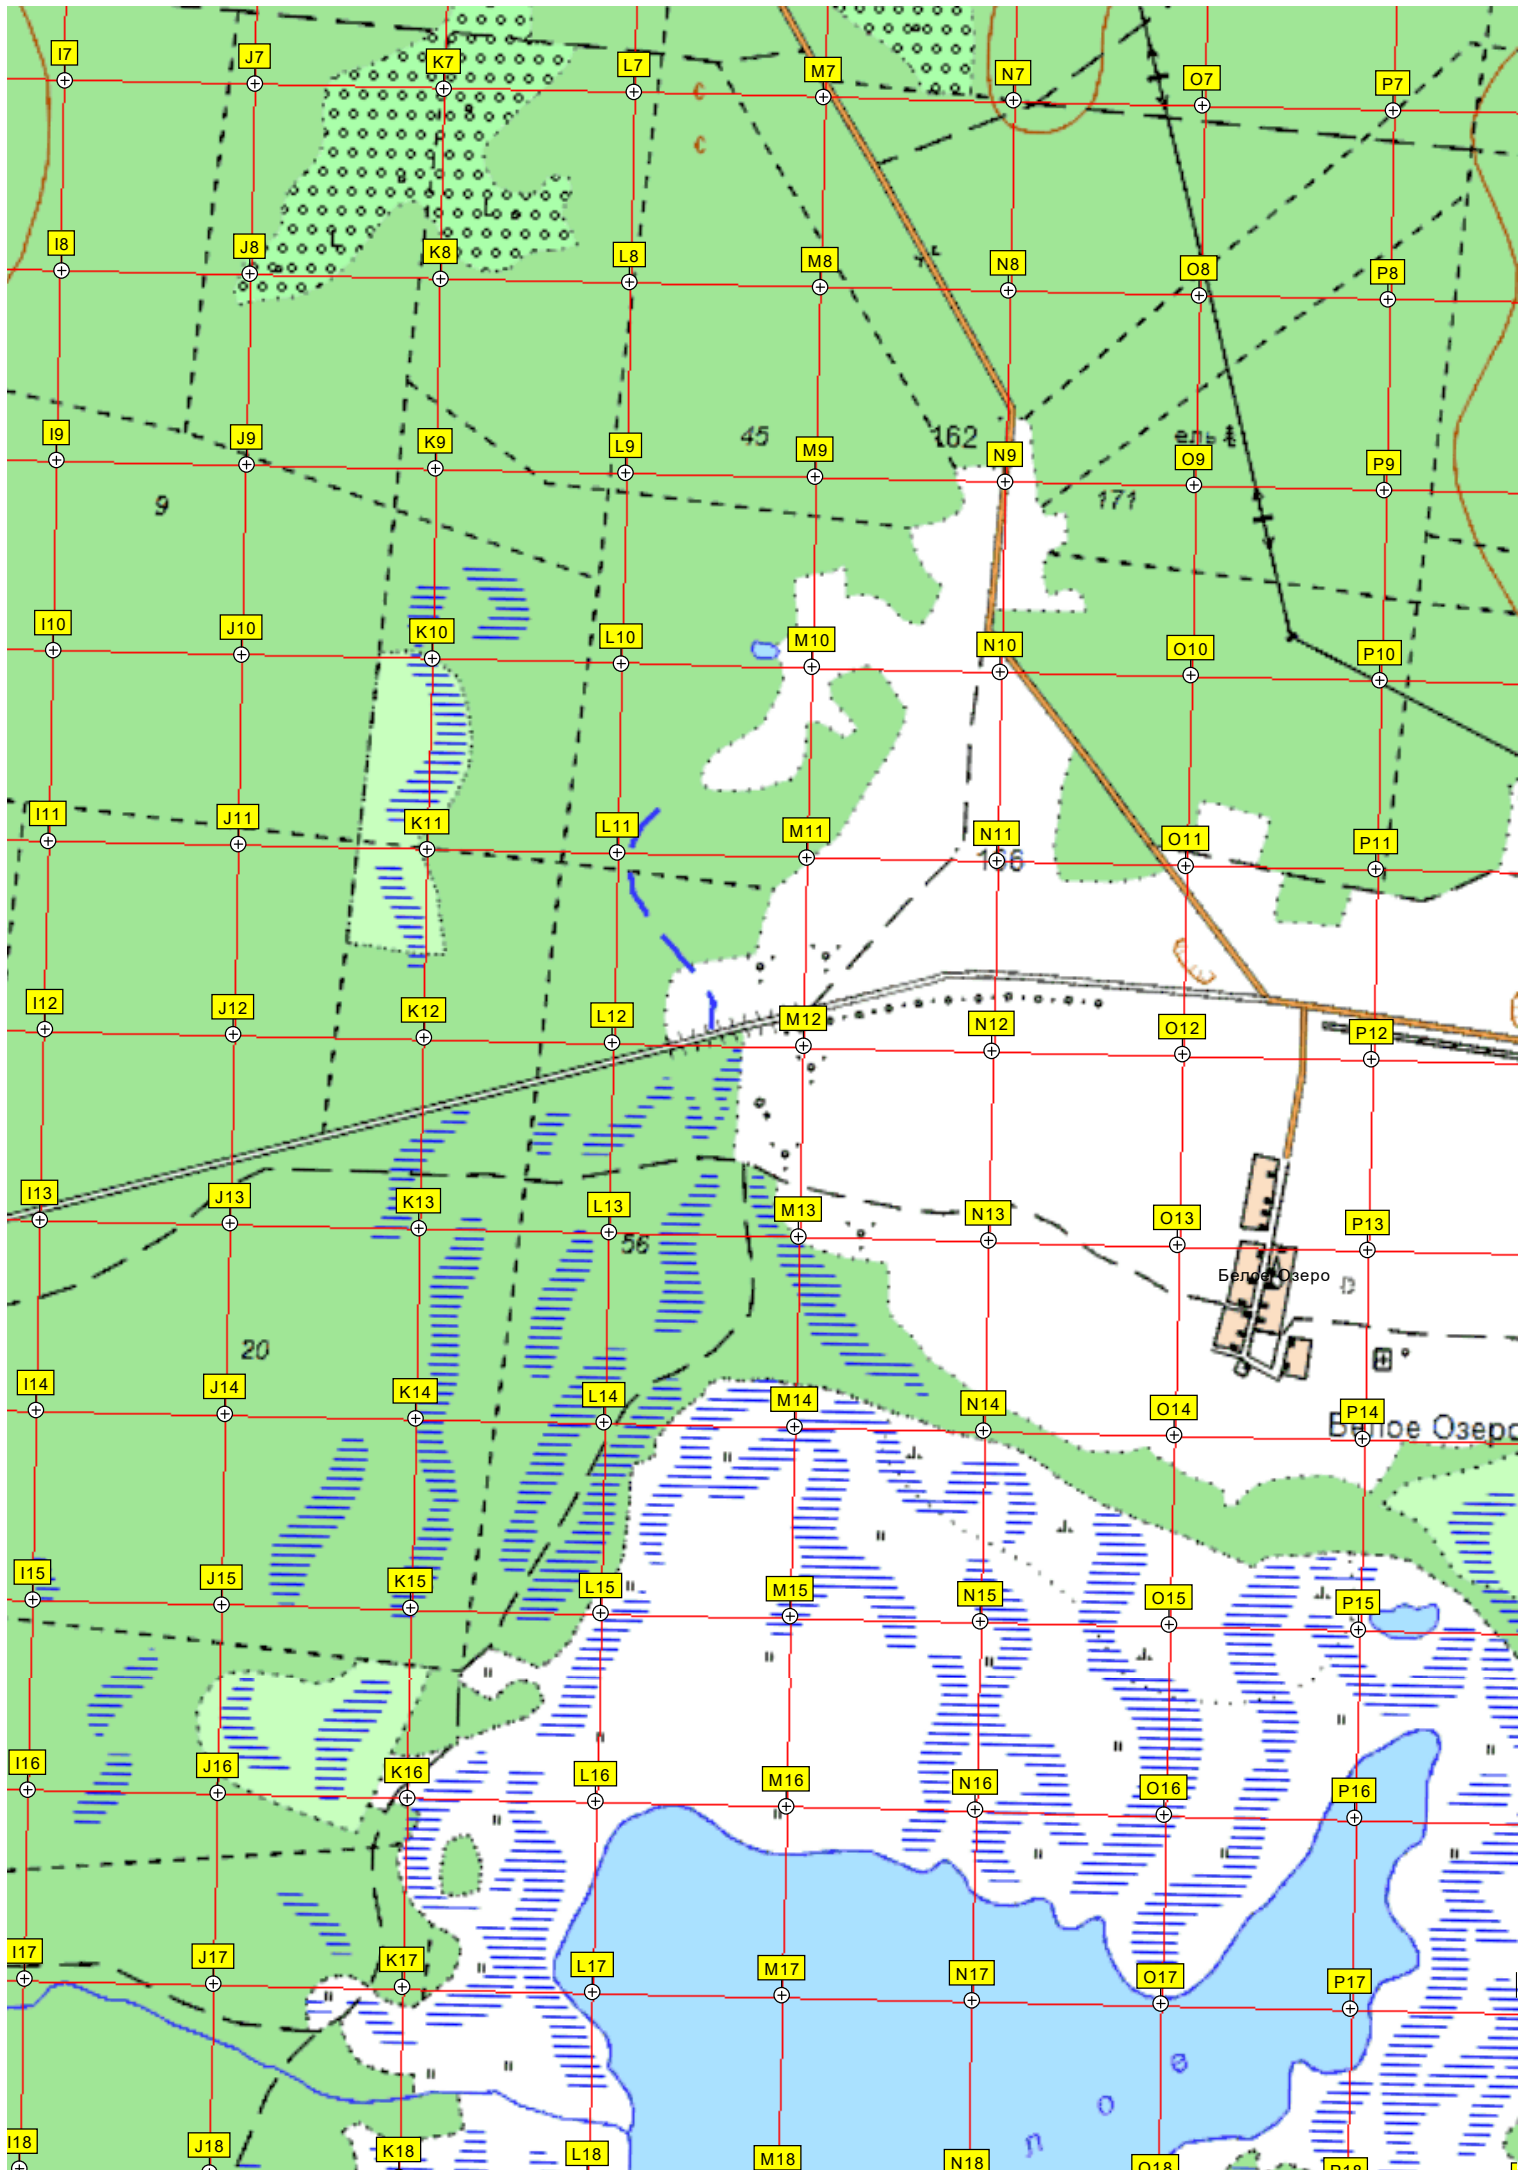 I7 J7 K7 L7 M7 N7 O7 P7
I8 J8 K8 L8 M8 N8 O8 P8
45 162 ель
I9 J9 K9 L9 M9 N9 O9 P9
9 171
I10 J10 K10 L10 M10 N10 O10 P10
I11 J11 K11 L11 M11 N11 O11 P11
I12 J12 K12 L12 M12 N12 O12 P12
I13 J13 K13 L13 M13 N13 O13 P13
56
Белое Озеро
20
I14 J14 K14 L14 M14 N14 O14 P14
Белое Озеро
I15 J15 K15 L15 M15 N15 O15 P15
I16 J16 K16 L16 M16 N16 O16 P16
I17 J17 K17 L17 M17 N17 O17 P17
I18 J18 K18 L18 M18 N18 O18 P18